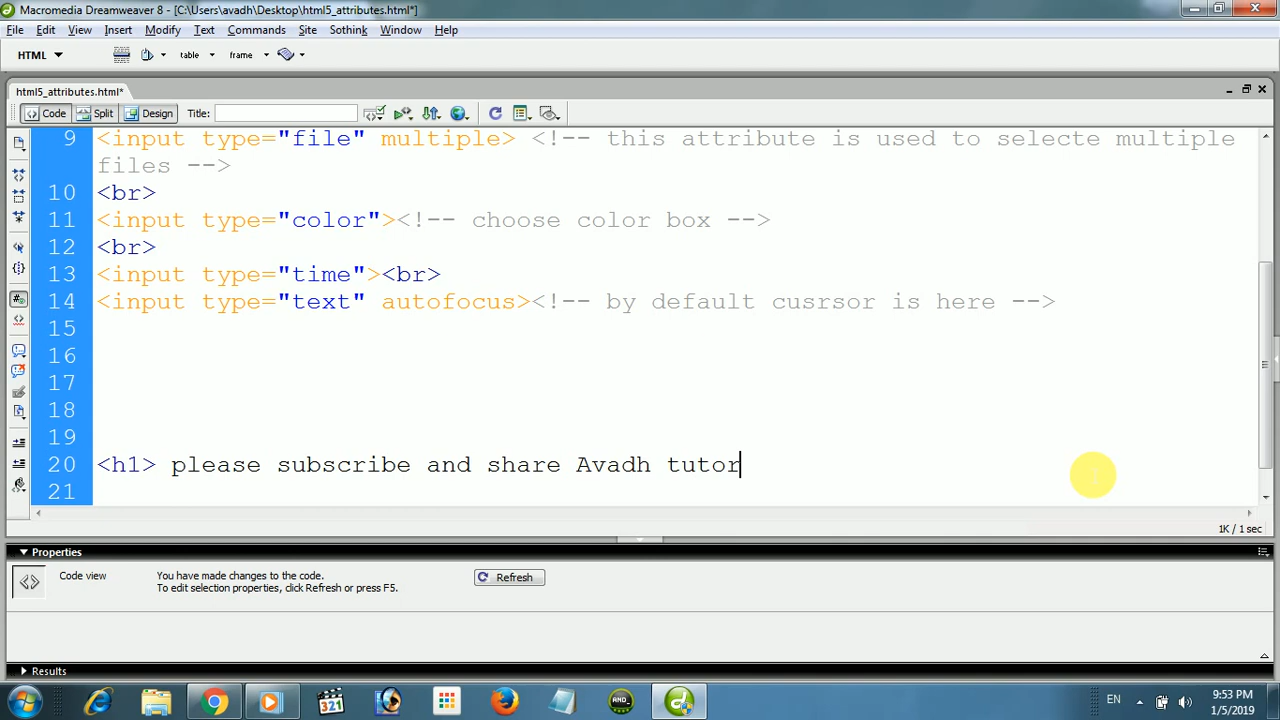 Macromedia Dreamweaver 8 - [C:\Users\avadh\Desktop\html5_attributes.html*]
File Edit View Insert Modify Text Commands Site Sothink Window Help
HTML table frame
html5_attributes.html*
Code Split Design Title:
9 <input type="file" multiple> <!-- this attribute is used to selecte multiple
files -->
10 <br>
11 <input type="color"><!-- choose color box -->
12 <br>
13 <input type="time"><br>
14 <input type="text" autofocus><!-- by default cusrsor is here -->
15
16
17
18
19
20 <h1> please subscribe and share Avadh tutor
21
1K / 1 sec
Properties
Code view You have made changes to the code. Refresh
To edit selection properties, click Refresh or press F5.
Results
321 AND_ EN 9:53 PM
1/5/2019